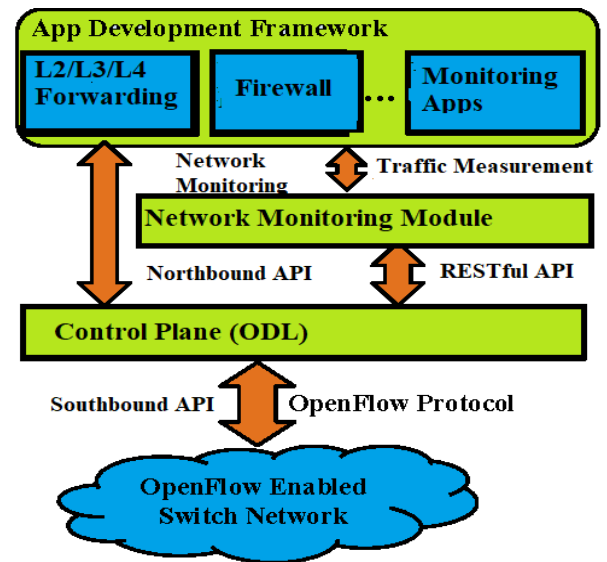 App Development Framework
L2/L3/L4
Forwarding
Firewall
...
Monitoring
Apps
Network
Monitoring
Traffic Measurement
Network Monitoring Module
Northbound API
RESTful API
Control Plane (ODL)
Southbound API
OpenFlow Protocol
OpenFlow Enabled
Switch Network